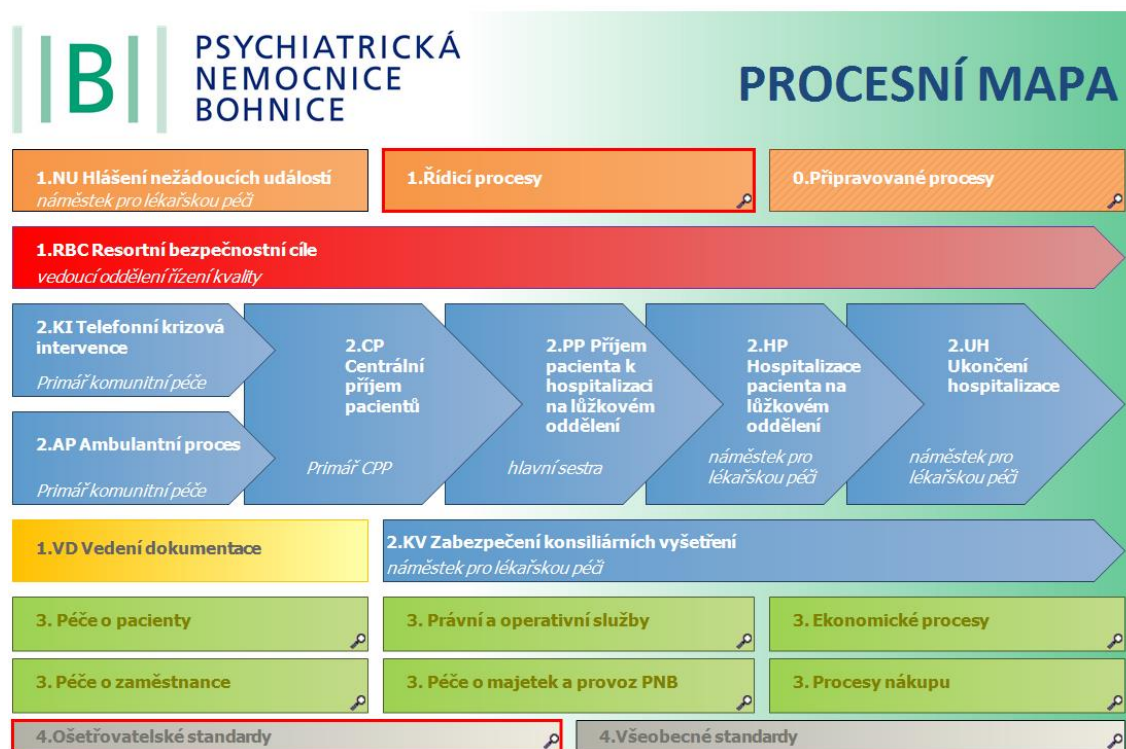 B
PSYCHIATRICKÁ
NEMOCNICE
BOHNICE
PROCESNÍ MAPA
1.NU Hlášení nežádoucích událostí
náměstek pro lékařskou péči
1.Řídicí procesy
0.Připravované procesy
1.RBC Resortní bezpečnostní cíle
vedoucí oddělení řízení kvality
2.KI Telefonní krizová
intervence
Primář komunitní péče
2.AP Ambulantní proces
Primář komunitní péče
2.CP
Centrální
příjem
pacientů
Primář CPP
2.PP Příjem
pacienta k
hospitalizaci
na lůžkovém
oddělení
hlavní sestra
2.HP
Hospitalizace
pacienta na
lůžkovém
oddělení
náměstek pro
lékařskou péči
2.UH
Ukončení
hospitalizace
náměstek pro
lékařskou péči
1.VD Vedení dokumentace
2.KV Zabezpečení konsiliárních vyšetření
náměstek pro lékařskou péči
3. Péče o pacienty
3. Právní a operativní služby
3. Ekonomické procesy
3. Péče o zaměstnance
3. Péče o majetek a provoz PNB
3. Procesy nákupu
4.Ošetřovatelské standardy
4.Všeobecné standardy